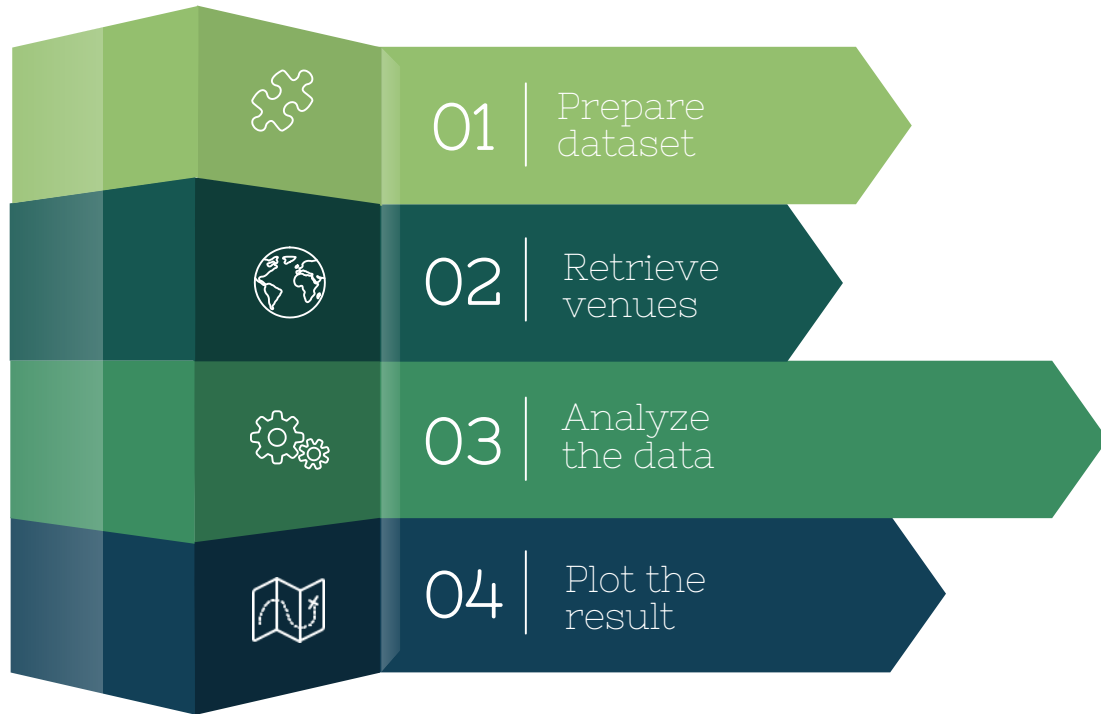 01
Prepare
dataset
02
Retrieve
venues
03
Analyze
the data
04
Plot the
result